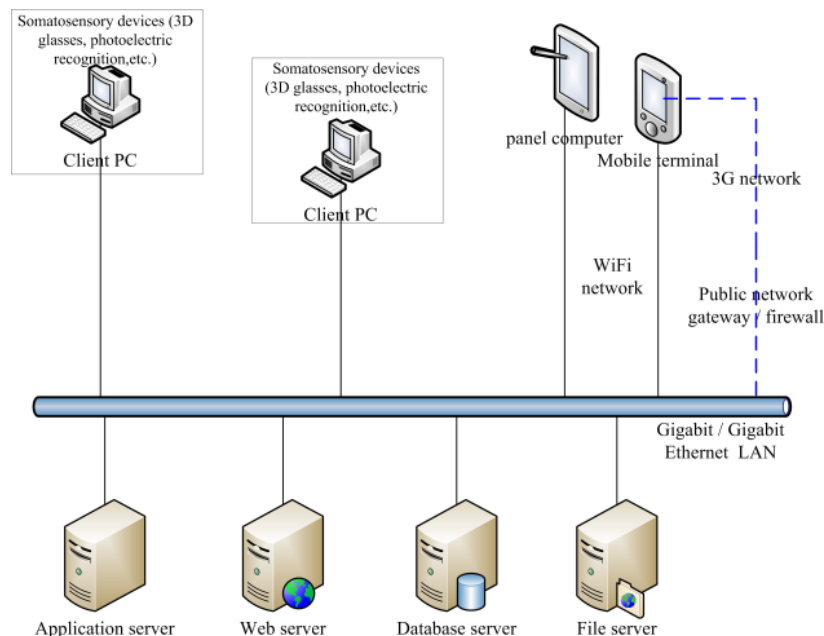 Somatosensory devices (3D
glasses, photoelectric
recognition,etc.)
Client PC
Somatosensory devices
(3D glasses, photoelectric
recognition,etc.)
Client PC
panel computer
Mobile terminal
3G network
WiFi
network
Public network
gateway / firewall
Gigabit / Gigabit
Ethernet LAN
Application server
Web server
Database server
File server